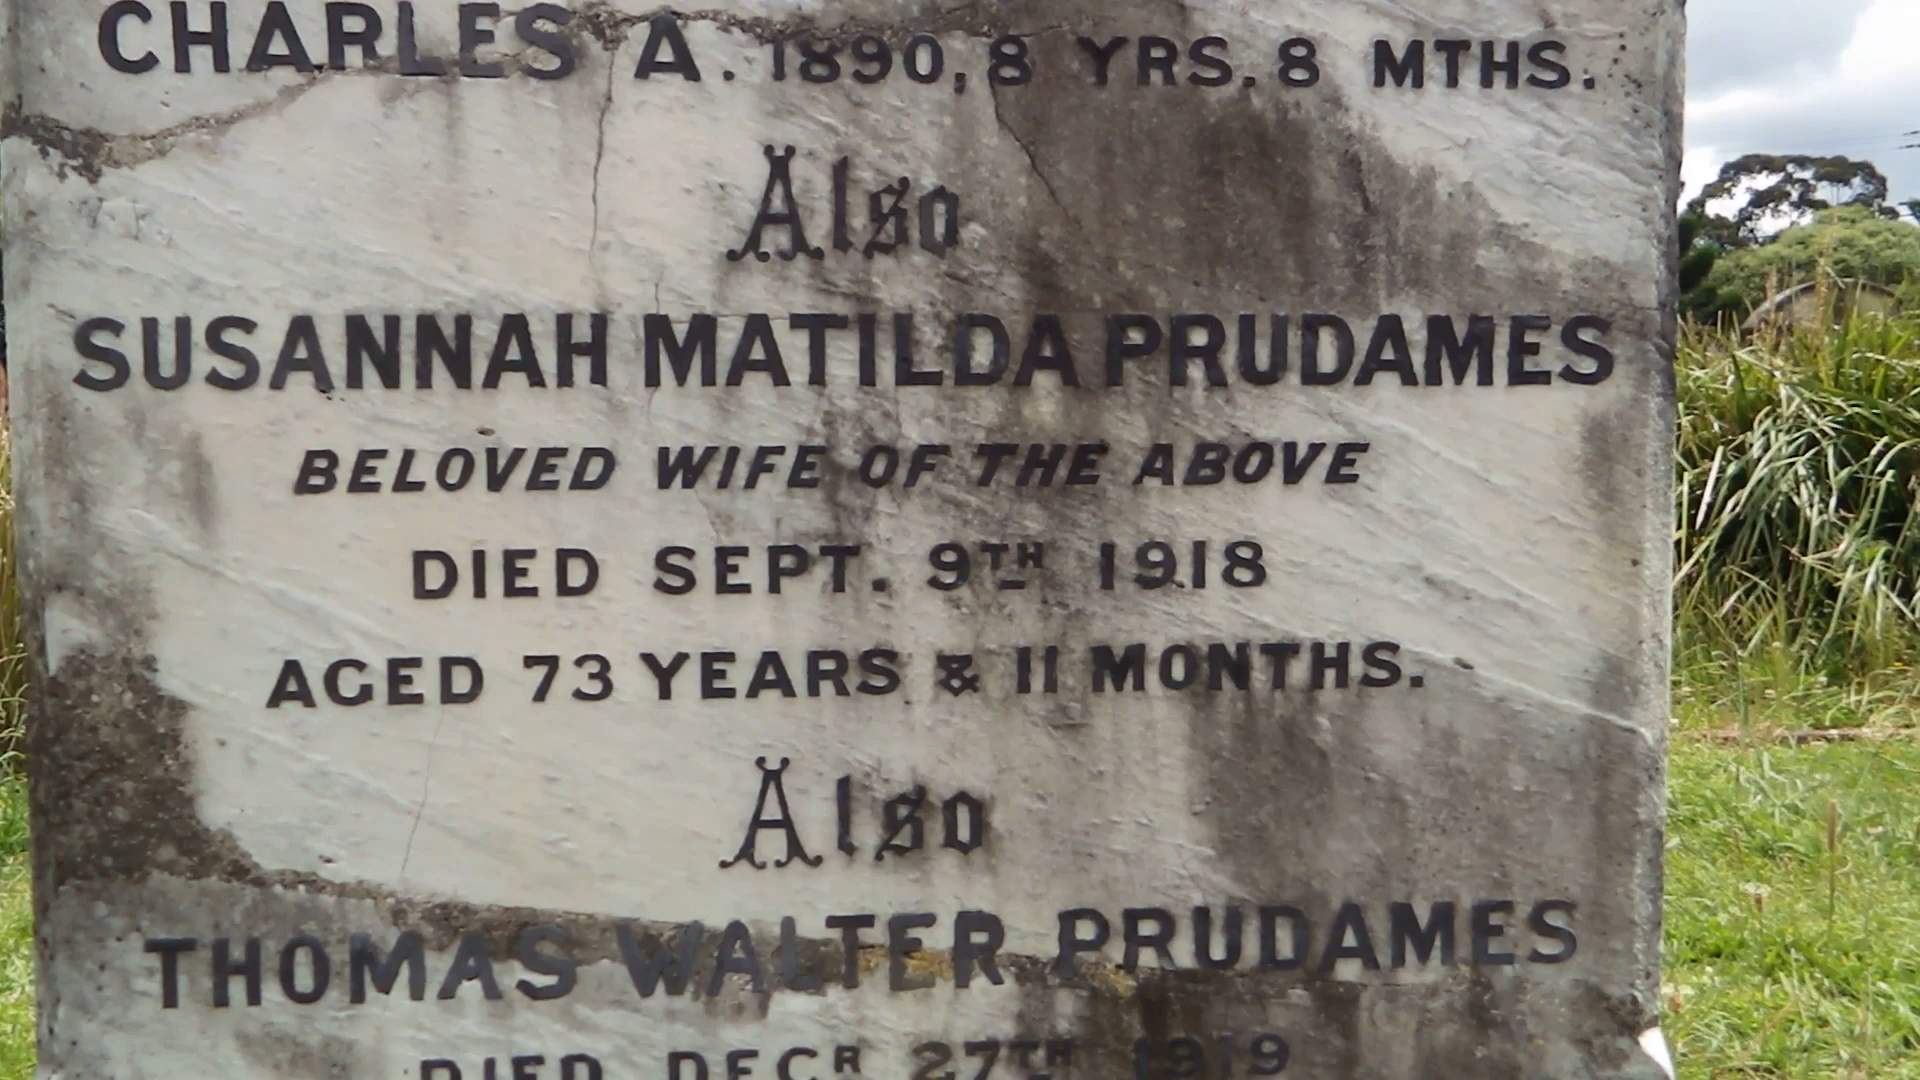 CHARLES A. 1890, 8 YRS. 8 MTHS.
Also
SUSANNAH MATILDA PRUDAMES
BELOVED WIFE OF THE ABOVE
DIED SEPT. 9TH 1918
AGED 73 YEARS & 11 MONTHS.
Also
THOMAS WALTER PRUDAMES
DIED DECR 27TH 1919